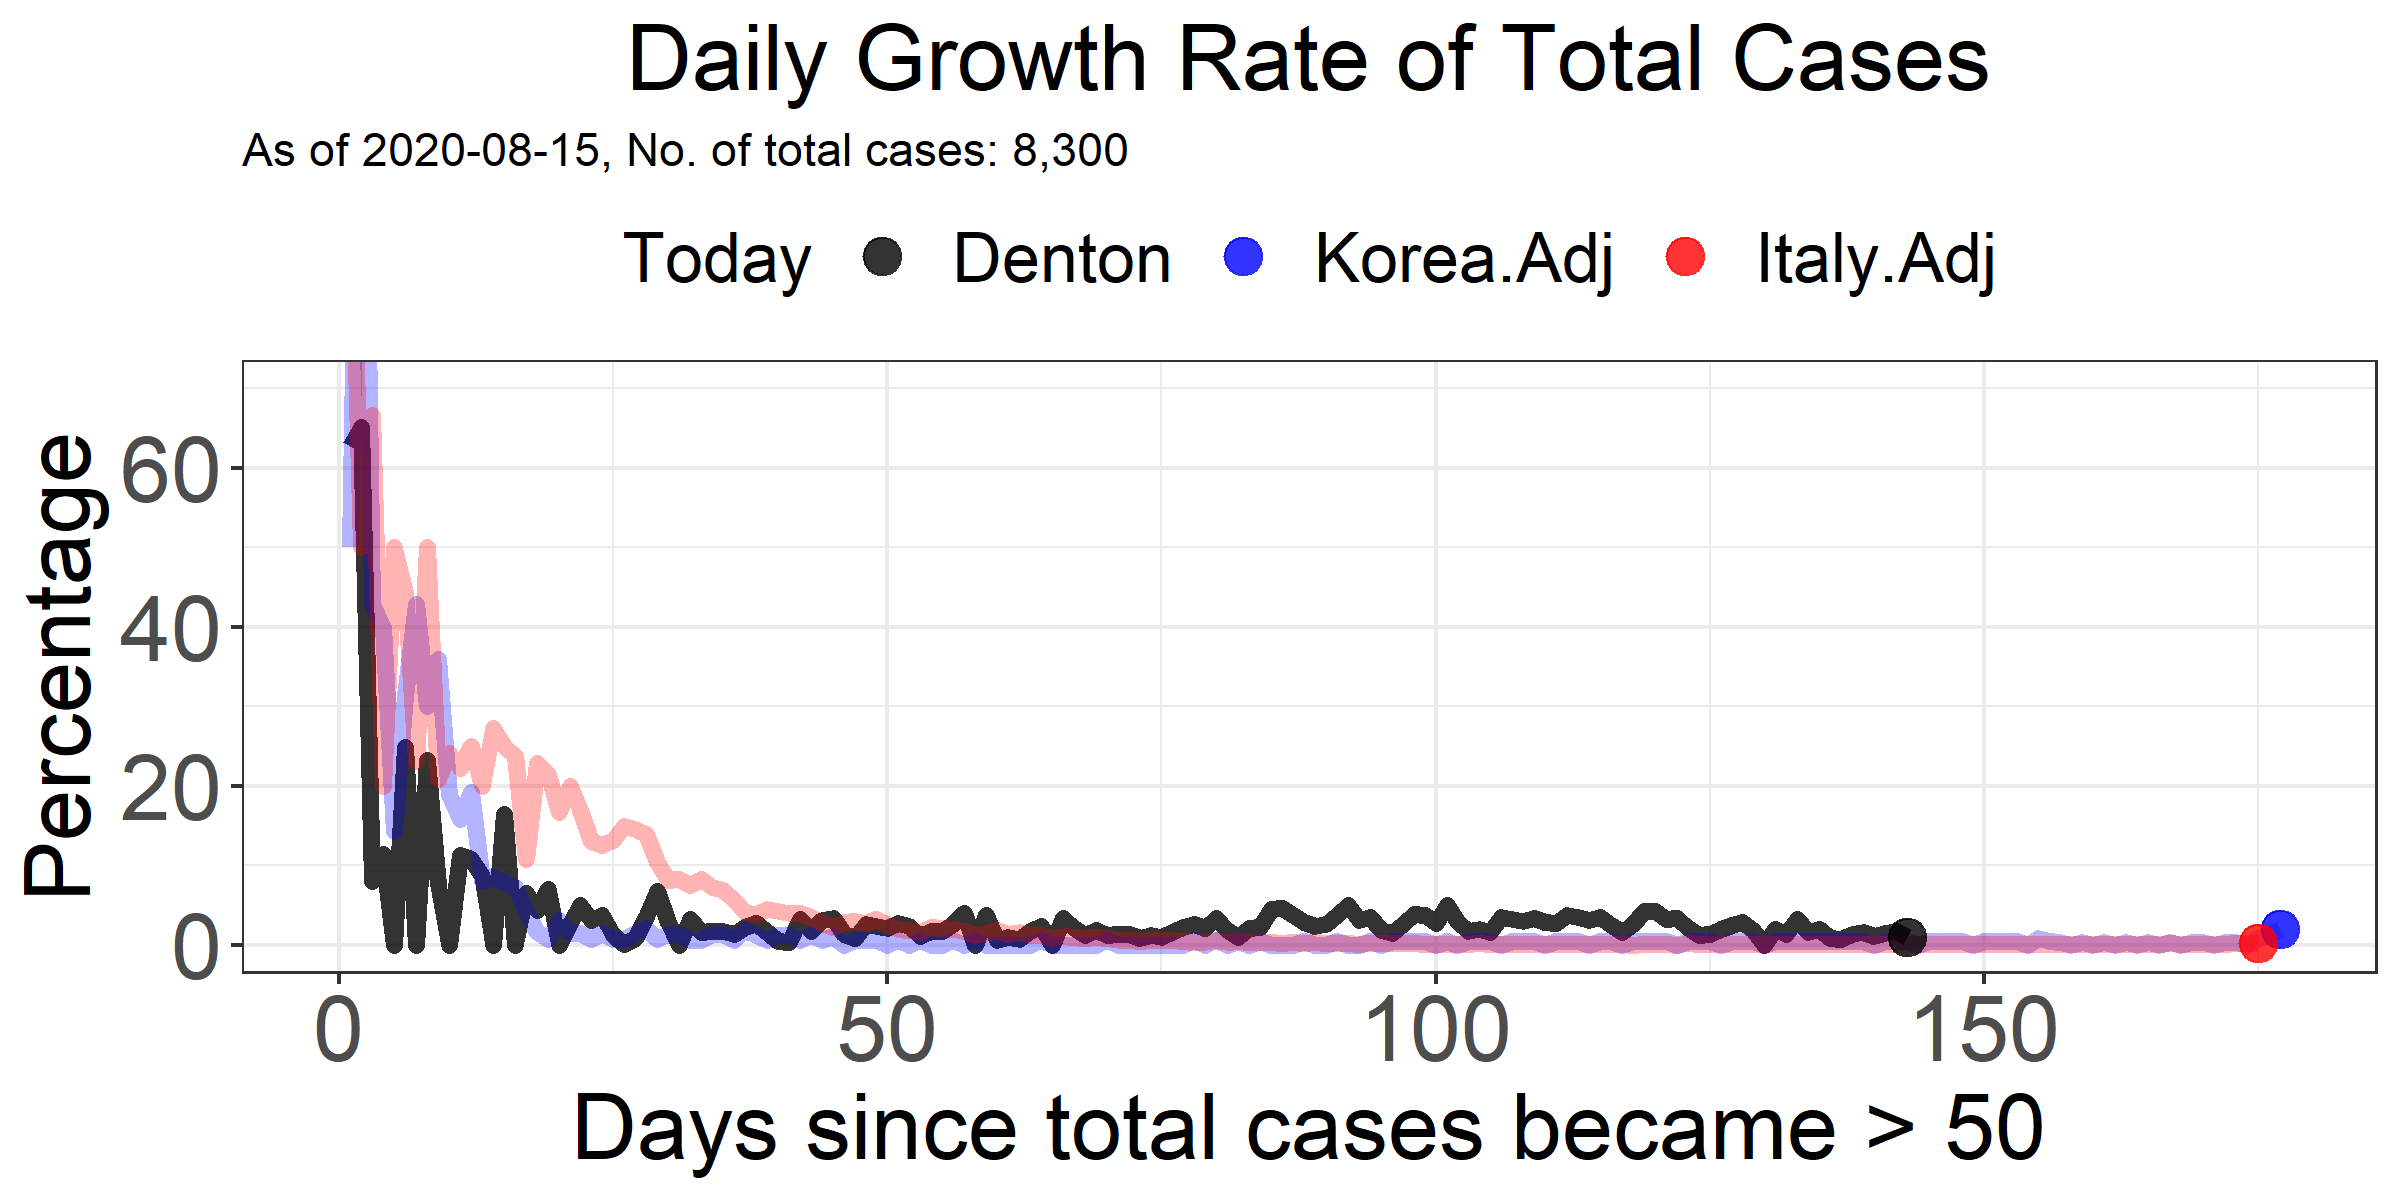 Daily Growth Rate of Total Cases
As of 2020-08-15, No. of total cases: 8,300
Today Denton Korea.Adj Italy.Adj
Percentage
60
40
20
0
0 50 100 150
Days since total cases became > 50